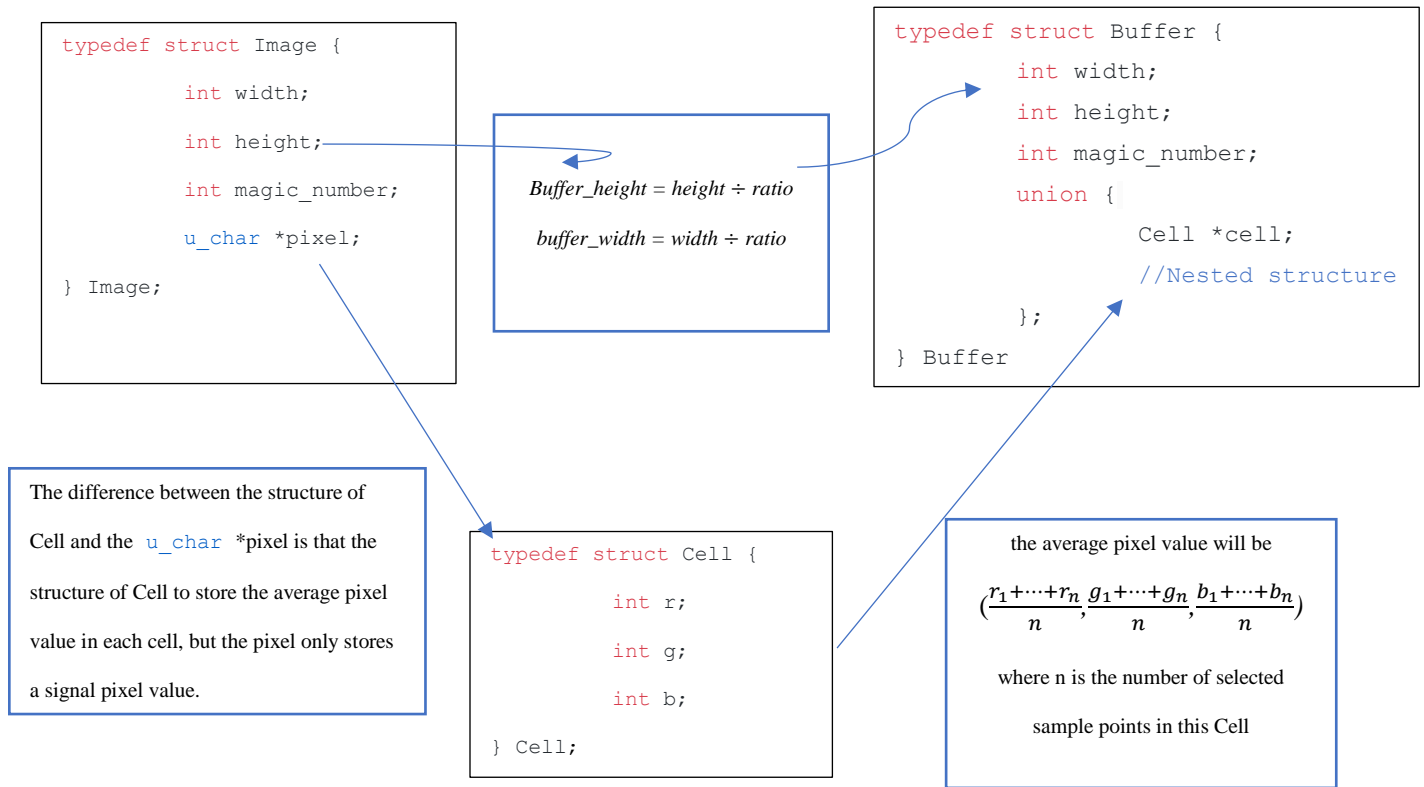 typedef struct Image {
int width;
int height;
int magic_number;
u_char *pixel;
} Image;
Buffer_height = height ÷ ratio
buffer_width = width ÷ ratio
typedef struct Buffer {
int width;
int height;
int magic_number;
union {
Cell *cell;
//Nested structure
};
} Buffer
The difference between the structure of
Cell and the u_char *pixel is that the
structure of Cell to store the average pixel
value in each cell, but the pixel only stores
a signal pixel value.
typedef struct Cell {
int r;
int g;
int b;
} Cell;
the average pixel value will be
(r₁+⋯+rₙ/n, g₁+⋯+gₙ/n, b₁+⋯+bₙ/n)
where n is the number of selected
sample points in this Cell